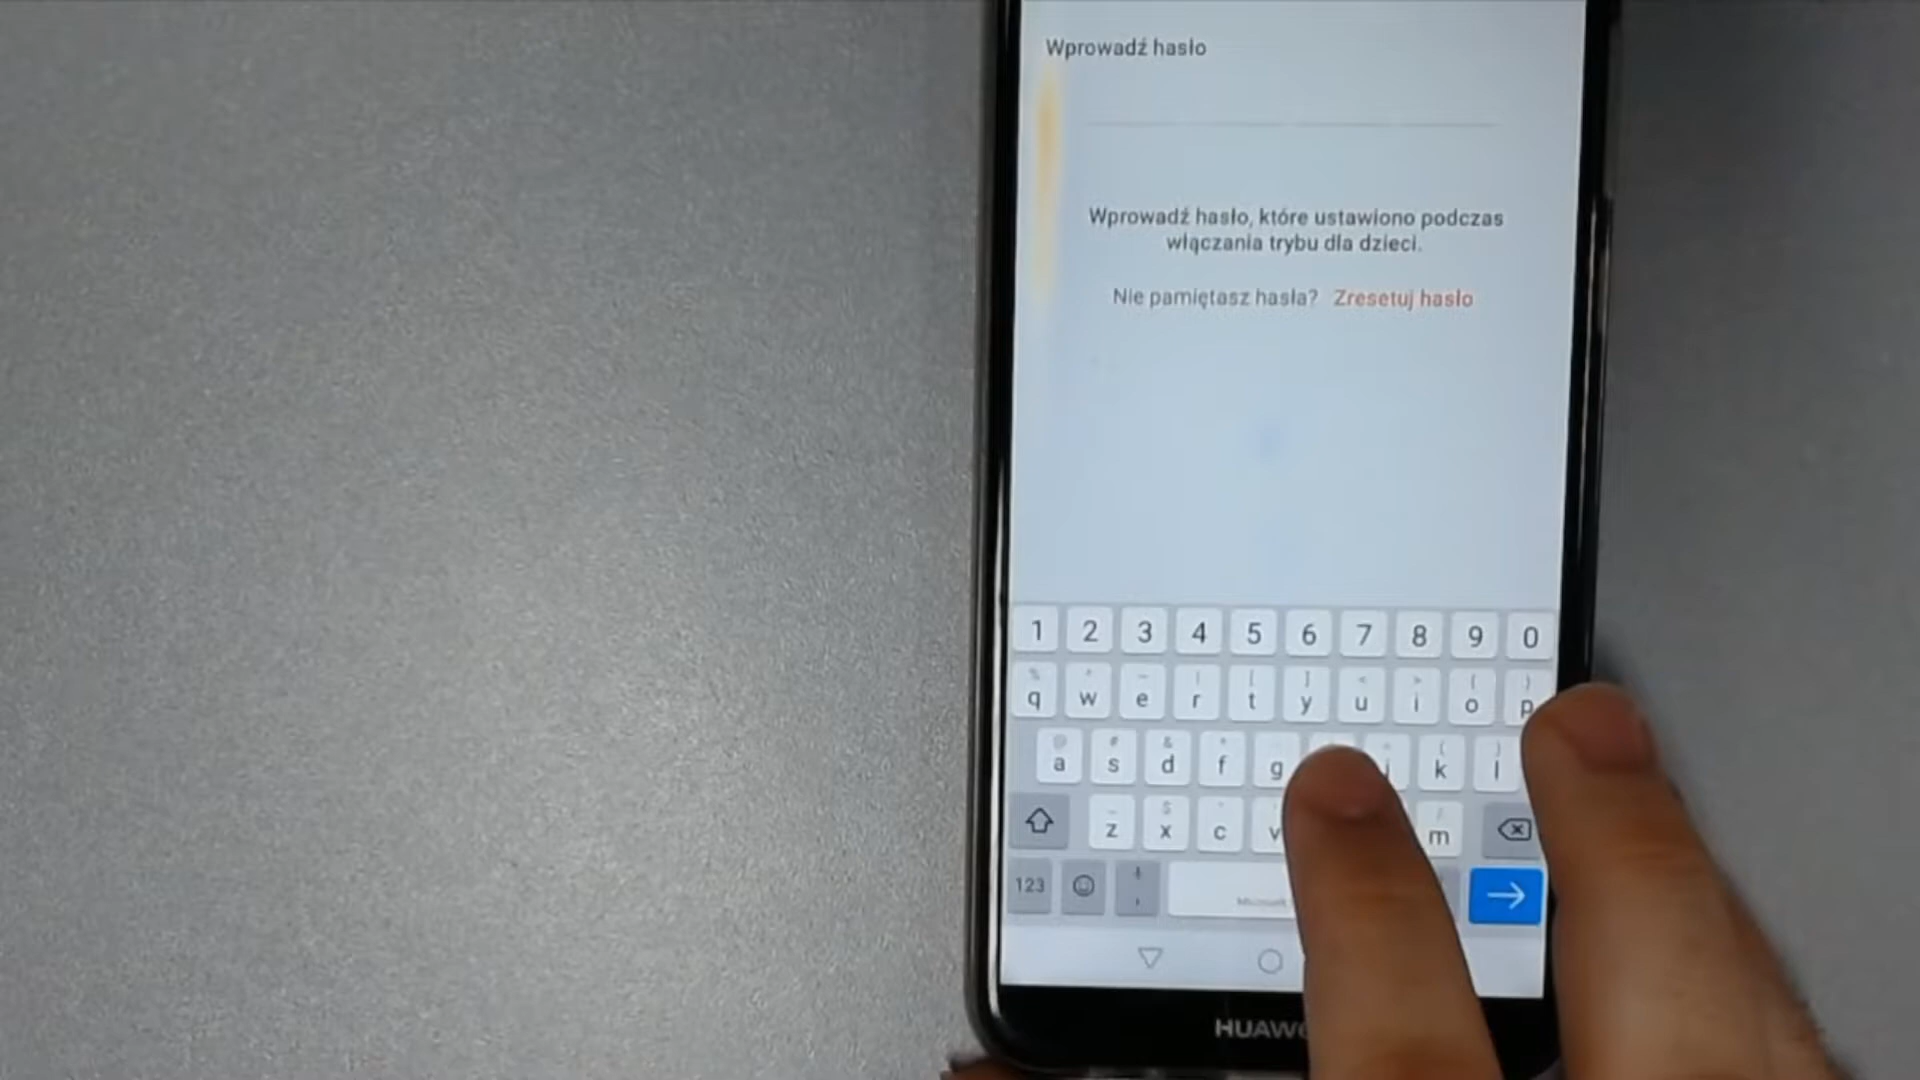 Wprowadź hasło
Wprowadź hasło, które ustawiono podczas
włączania trybu dla dzieci.
Nie pamiętasz hasła? Zresetuj hasło
1 2 3 4 5 6 7 8 9 0
q w e r t y u i o p
a s d f g j k l
z x c v m
123
HUAWE